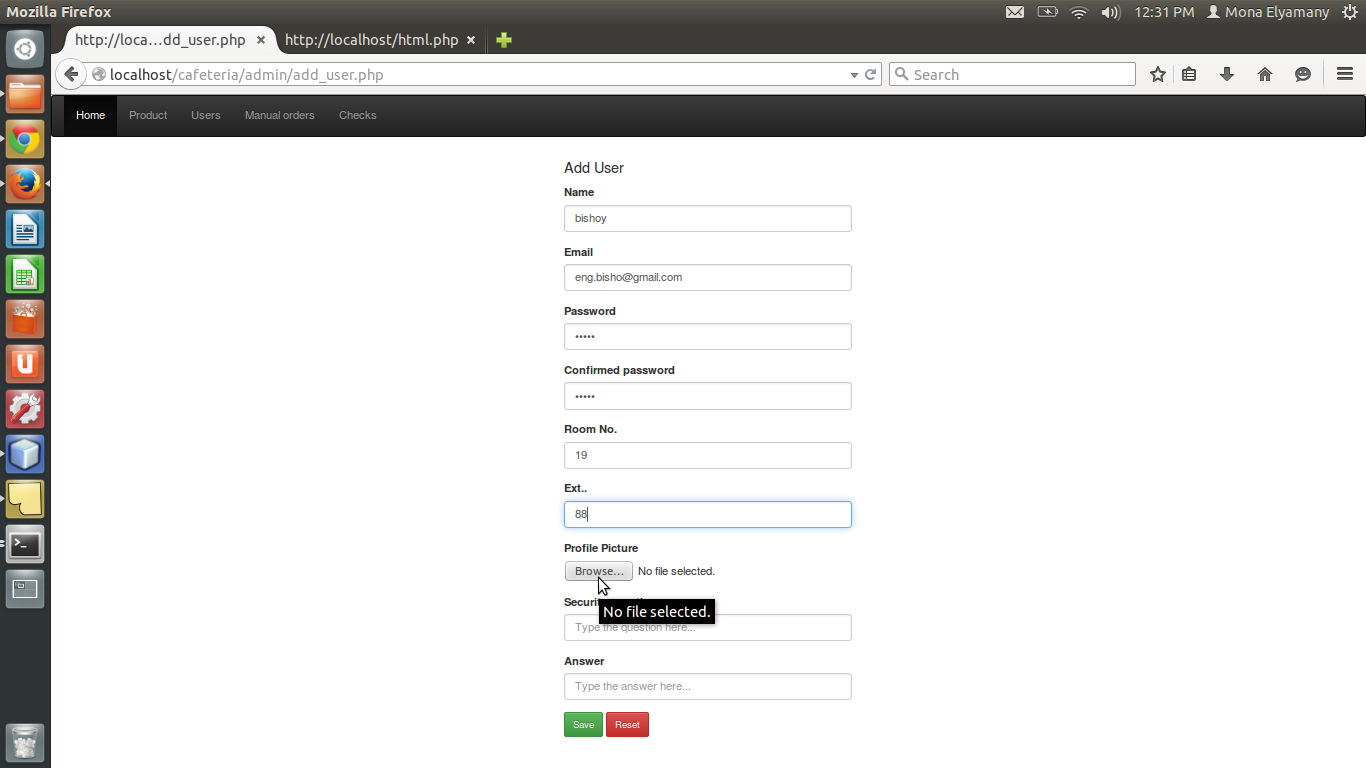 Mozilla Firefox
12:31 PM Mona Elyamany
http://loca...dd_user.php http://localhost/html.php
localhost/cafeteria/admin/add_user.php Search
Home Product Users Manual orders Checks
Add User
Name
bishoy
Email
eng.bisho@gmail.com
Password
•••••
Confirmed password
•••••
Room No.
19
Ext..
88
Profile Picture
Browse... No file selected.
No file selected.
Type the question here...
Answer
Type the answer here...
Save Reset